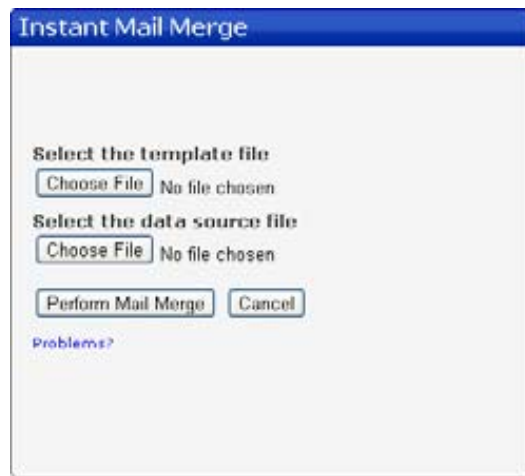 Instant Mail Merge
Select the template file
Choose File No file chosen
Select the data source file
Choose File No file chosen
Perform Mail Merge Cancel
Problems?